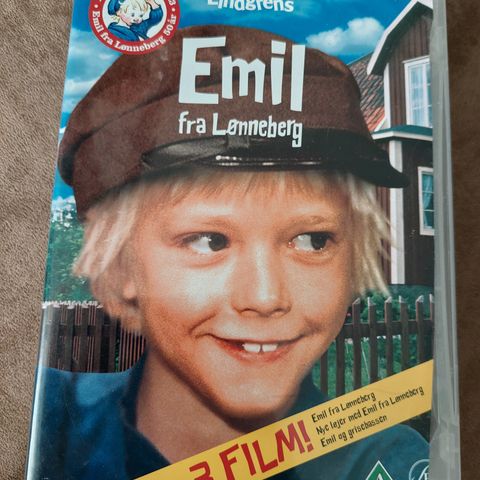 Lindgrens
Emil fra Lønneberg 50 år
Emil
fra Lønneberg
3 FILM!
Emil fra Lønneberg
Nye løjer med Emil fra Lønneberg
Emil og grisebassen
A